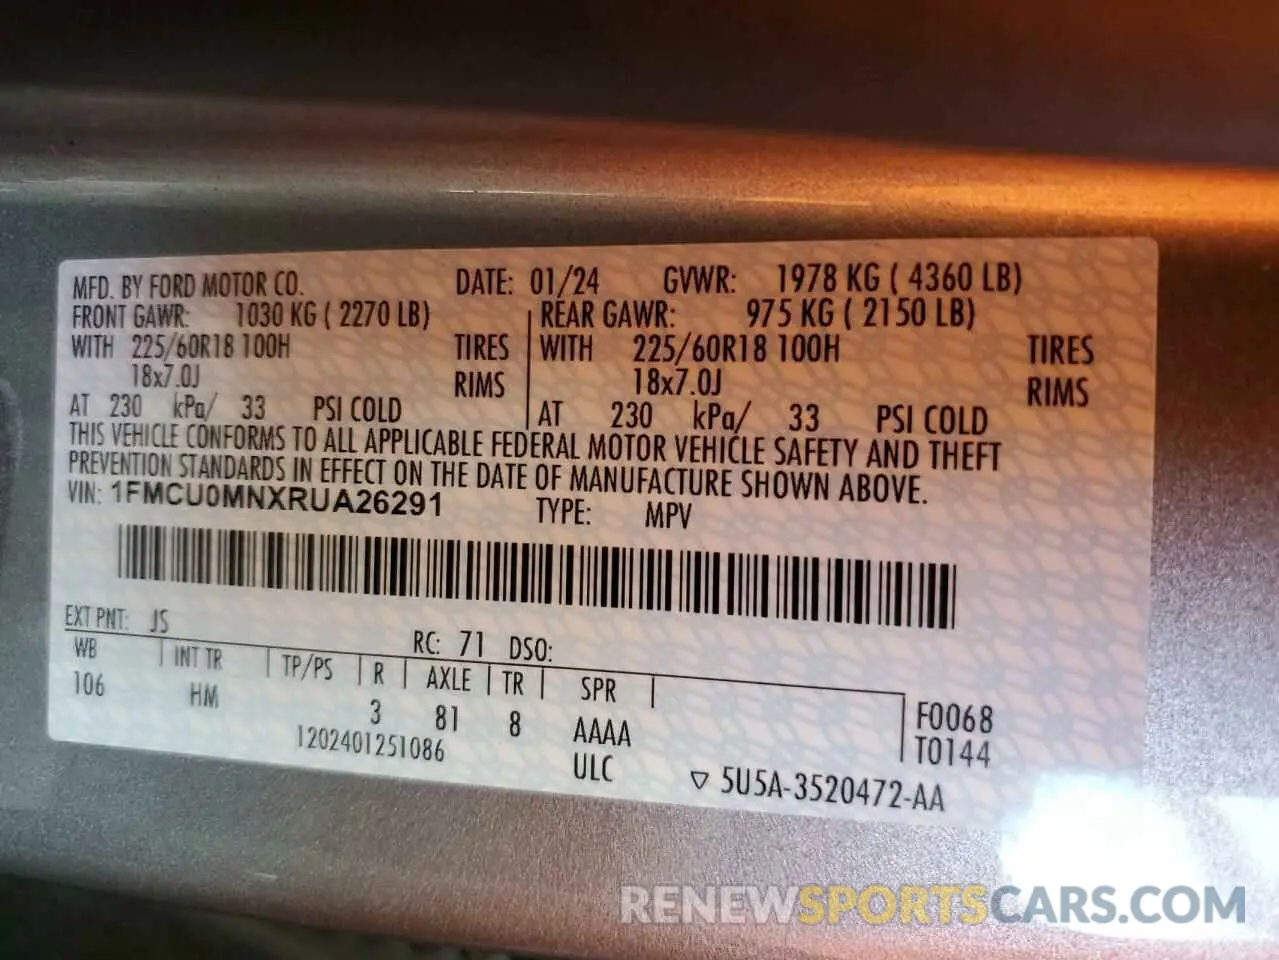 MFD. BY FORD MOTOR CO. DATE: 01/24 GVWR: 1978 KG ( 4360 LB)
FRONT GAWR: 1030 KG ( 2270 LB) REAR GAWR: 975 KG ( 2150 LB)
WITH 225/60R18 100H TIRES WITH 225/60R18 100H TIRES
18x7.0J RIMS 18x7.0J RIMS
AT 230 kPa/ 33 PSI COLD AT 230 kPa/ 33 PSI COLD
THIS VEHICLE CONFORMS TO ALL APPLICABLE FEDERAL MOTOR VEHICLE SAFETY AND THEFT
PREVENTION STANDARDS IN EFFECT ON THE DATE OF MANUFACTURE SHOWN ABOVE.
VIN: 1FMCU0MNXRUA26291 TYPE: MPV
EXT PNT: JS RC: 71 DSO:
WB INT TR TP/PS R AXLE TR SPR
106 HM 3 81 8 AAAA F0068
1202401251086 ULC T0144
▽ 5U5A-3520472-AA
RENEWSPORTSCARS.COM